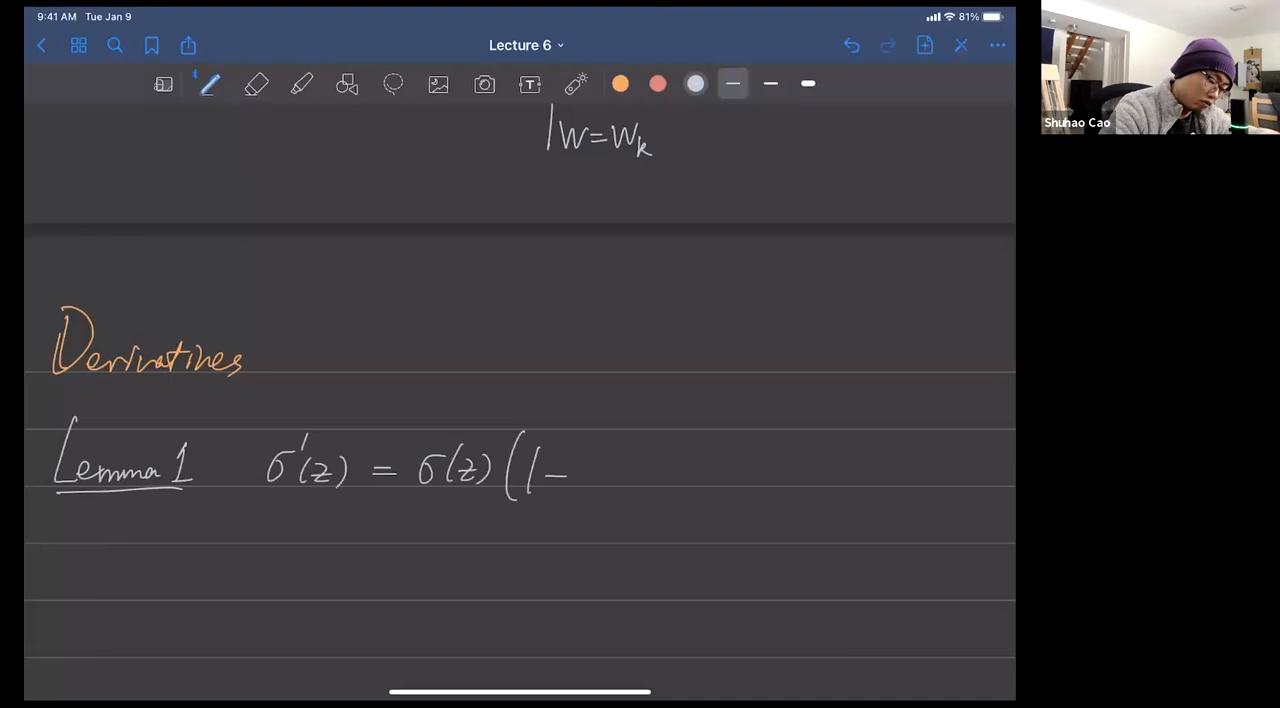 9:41 AM Tue Jan 9
81%
Lecture 6
T
Shuhao Cao
|w=w_k
Derivatives
Lemma 1 σ'(z) = σ(z)(1-